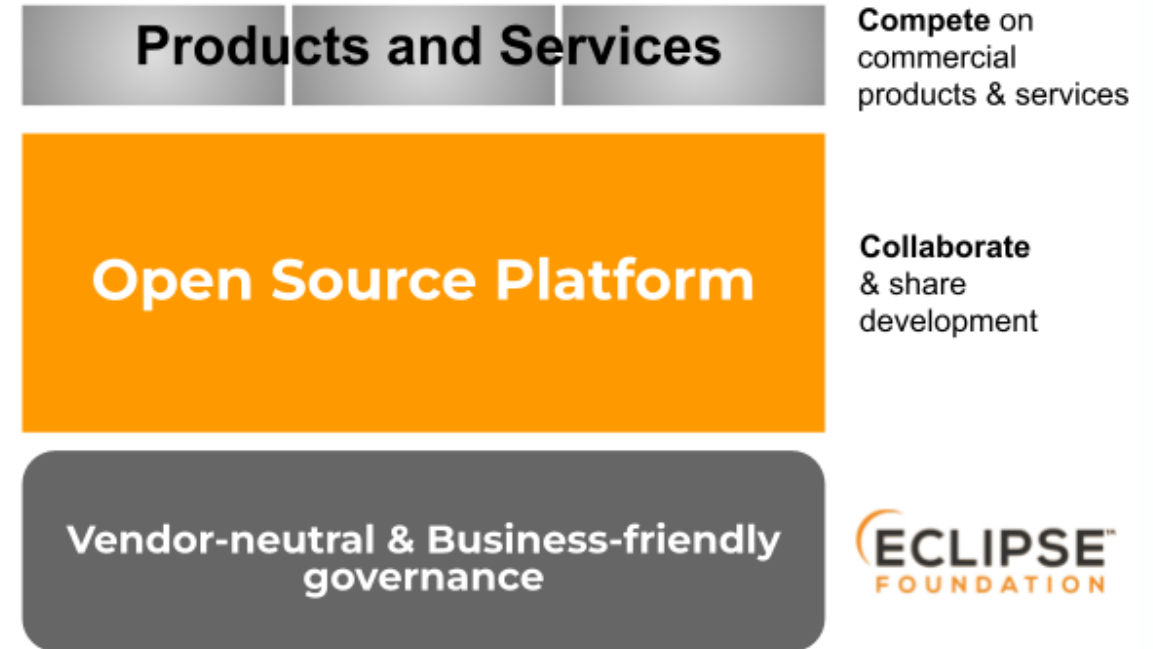 Products and Services
Compete on
commercial
products & services
Open Source Platform
Collaborate
& share
development
Vendor-neutral & Business-friendly
governance
ECLIPSE™
FOUNDATION